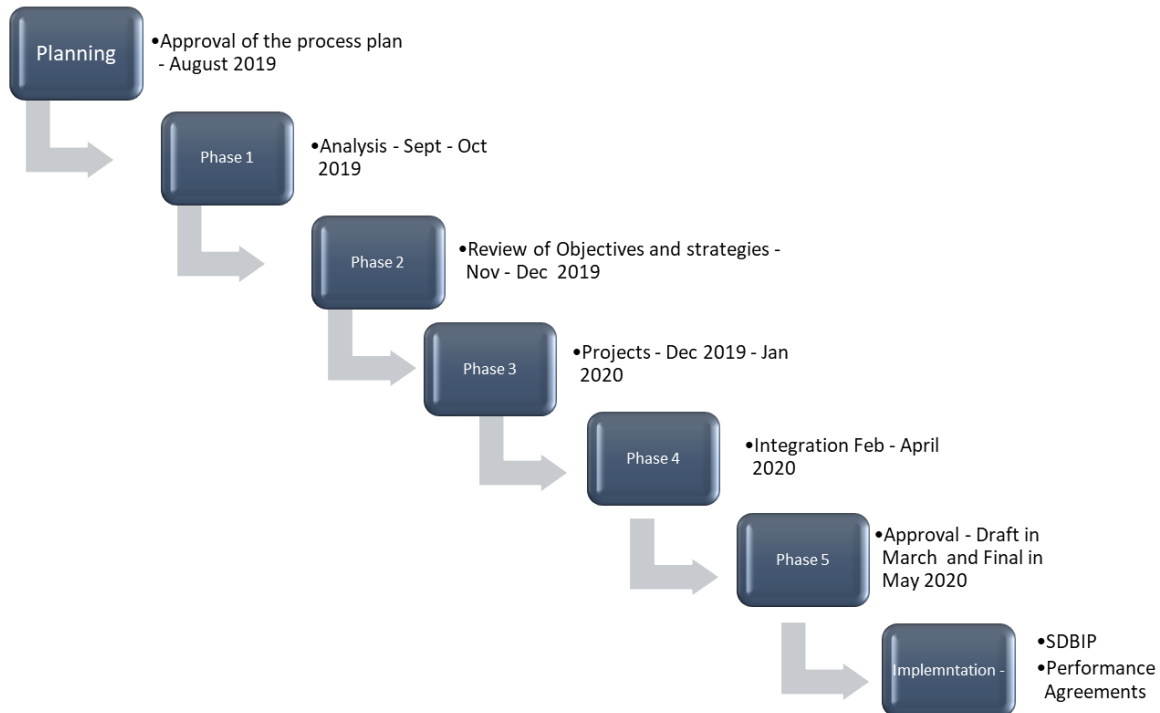 Planning
•Approval of the process plan
- August 2019
Phase 1
•Analysis - Sept - Oct
2019
Phase 2
•Review of Objectives and strategies -
Nov - Dec 2019
Phase 3
•Projects - Dec 2019 - Jan
2020
Phase 4
•Integration Feb - April
2020
Phase 5
•Approval - Draft in
March and Final in
May 2020
Implemntation -
•SDBIP
•Performance
Agreements